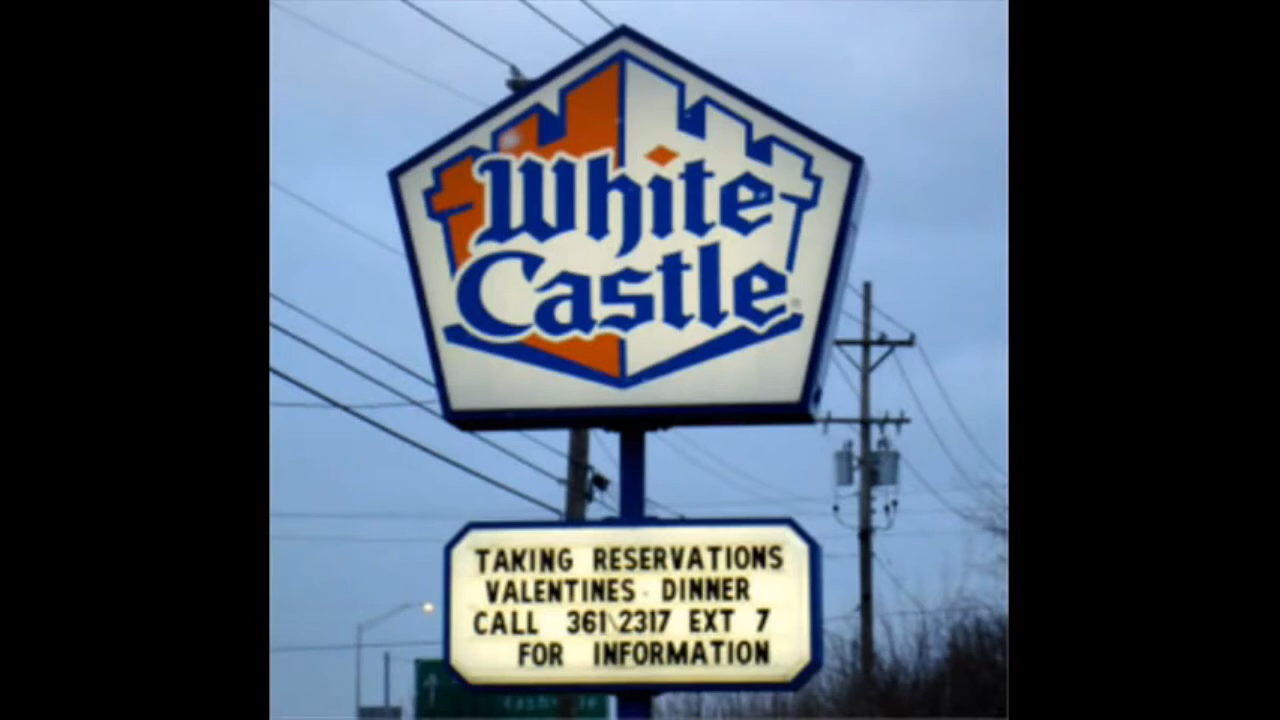 White
Castle
TAKING RESERVATIONS
VALENTINES DINNER
CALL 361 2317 EXT 7
FOR INFORMATION